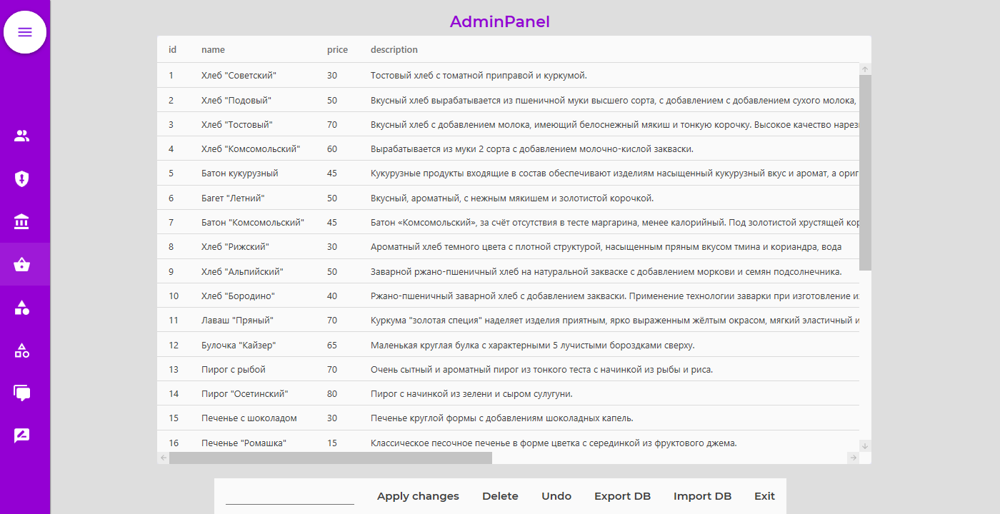 AdminPanel
id name price description
1 Хлеб "Советский" 30 Тостовый хлеб с томатной приправой и куркумой.
2 Хлеб "Подовый" 50 Вкусный хлеб вырабатывается из пшеничной муки высшего сорта, с добавлением с добавлением сухого молока,
3 Хлеб "Тостовый" 70 Вкусный хлеб с добавлением молока, имеющий белоснежный мякиш и тонкую корочку. Высокое качество
4 Хлеб "Комсомольский" 60 Вырабатывается из муки 2 сорта с добавлением молочно-кислой закваски.
5 Батон кукурузный 45 Кукурузные продукты входящие в состав обеспечивают изделиям насыщенный кукурузный вкус и аромат, а
6 Багет "Летний" 50 Вкусный, ароматный, с нежным мякишем и золотистой корочкой.
7 Батон "Комсомольский" 45 Батон «Комсомольский», за счёт отсутствия в тесте маргарина, менее калорийный. Под золотистой хрустящей
8 Хлеб "Рижский" 30 Ароматный хлеб темного цвета с плотной структурой, насыщенным пряным вкусом тмина и кориандра, вода
9 Хлеб "Альпийский" 50 Заварной ржано-пшеничный хлеб на натуральной закваске с добавлением моркови и семян подсолнечника.
10 Хлеб "Бородино" 40 Ржано-пшеничный заварной хлеб с добавлением закваски. Применение технологии заварки при изготовление
11 Лаваш "Пряный" 70 Куркума "золотая специя" наделяет изделия приятным, ярко выраженным жёлтым окрасом, мягкий эластичный
12 Булочка "Кайзер" 65 Маленькая круглая булка с характерными 5 лучистыми бороздками сверху.
13 Пирог с рыбой 70 Очень сытный и ароматный пирог из тонкого теста с начинкой из рыбы и риса.
14 Пирог "Осетинский" 80 Пирог с начинкой из зелени и сыром сулугуни.
15 Печенье с шоколадом 30 Печенье круглой формы с добавлениям шоколадных капель.
16 Печенье "Ромашка" 15 Классическое песочное печенье в форме цветка с серединкой из фруктового джема.
Apply changes Delete Undo Export DB Import DB Exit